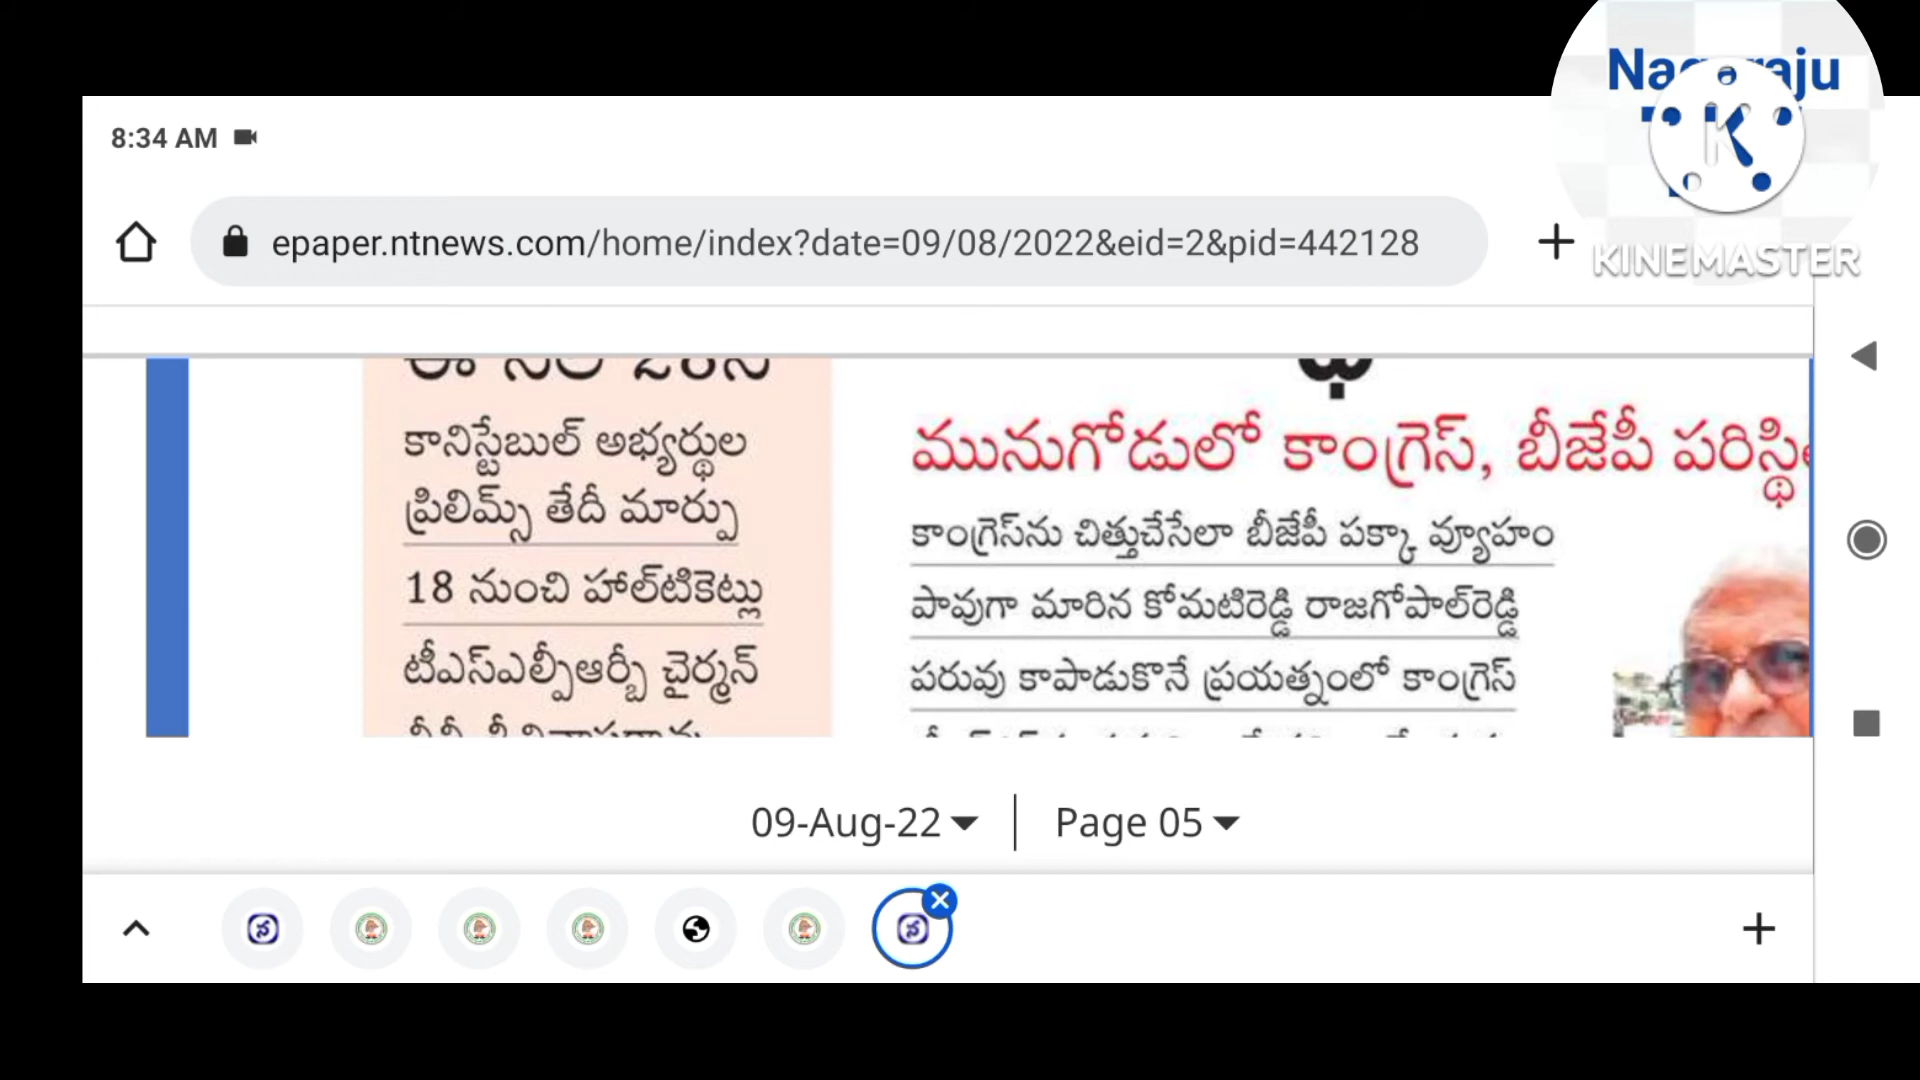 8:34 AM
epaper.ntnews.com/home/index?date=09/08/2022&eid=2&pid=442128
KINEMASTER
కానిస్టేబుల్ అభ్యర్థుల
ప్రిలిమ్స్ తేదీ మార్పు
18 నుంచి హాల్‌టికెట్లు
టీఎస్ఎల్పీఆర్బీ చైర్మన్
మునుగోడులో కాంగ్రెస్, బీజేపీ
కాంగ్రెస్‌ను చిత్తుచేసేలా బీజేపీ పక్కా వ్యూహం
పావుగా మారిన కోమటిరెడ్డి రాజగోపాల్‌రెడ్డి
పరువు కాపాడుకొనే ప్రయత్నంలో కాంగ్రెస్
09-Aug-22 | Page 05